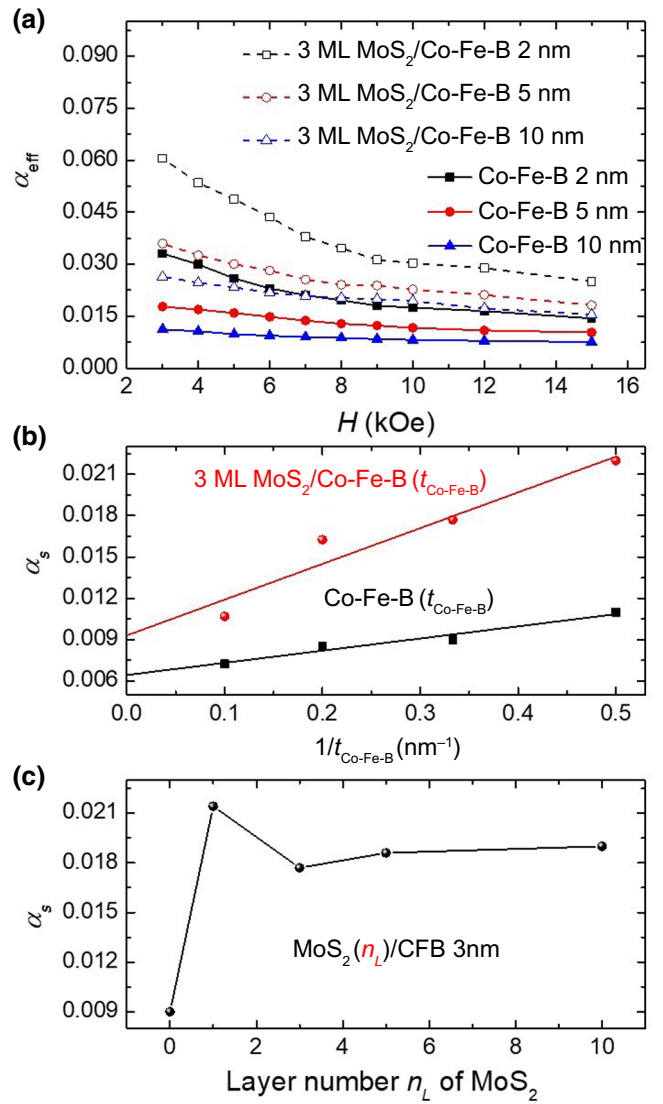 (a)
0.090
0.075
0.060
0.045
0.030
0.015
0.000
α_eff
3 ML MoS₂/Co-Fe-B 2 nm
3 ML MoS₂/Co-Fe-B 5 nm
3 ML MoS₂/Co-Fe-B 10 nm
Co-Fe-B 2 nm
Co-Fe-B 5 nm
Co-Fe-B 10 nm
2 4 6 8 10 12 14 16
H (kOe)
(b)
0.021
0.018
0.015
0.012
0.009
0.006
α_s
3 ML MoS₂/Co-Fe-B (t_Co-Fe-B)
Co-Fe-B (t_Co-Fe-B)
0.0 0.1 0.2 0.3 0.4 0.5
1/t_Co-Fe-B (nm⁻¹)
(c)
0.021
0.018
0.015
0.012
0.009
α_s
MoS₂(n_L)/CFB 3nm
0 2 4 6 8 10
Layer number n_L of MoS₂